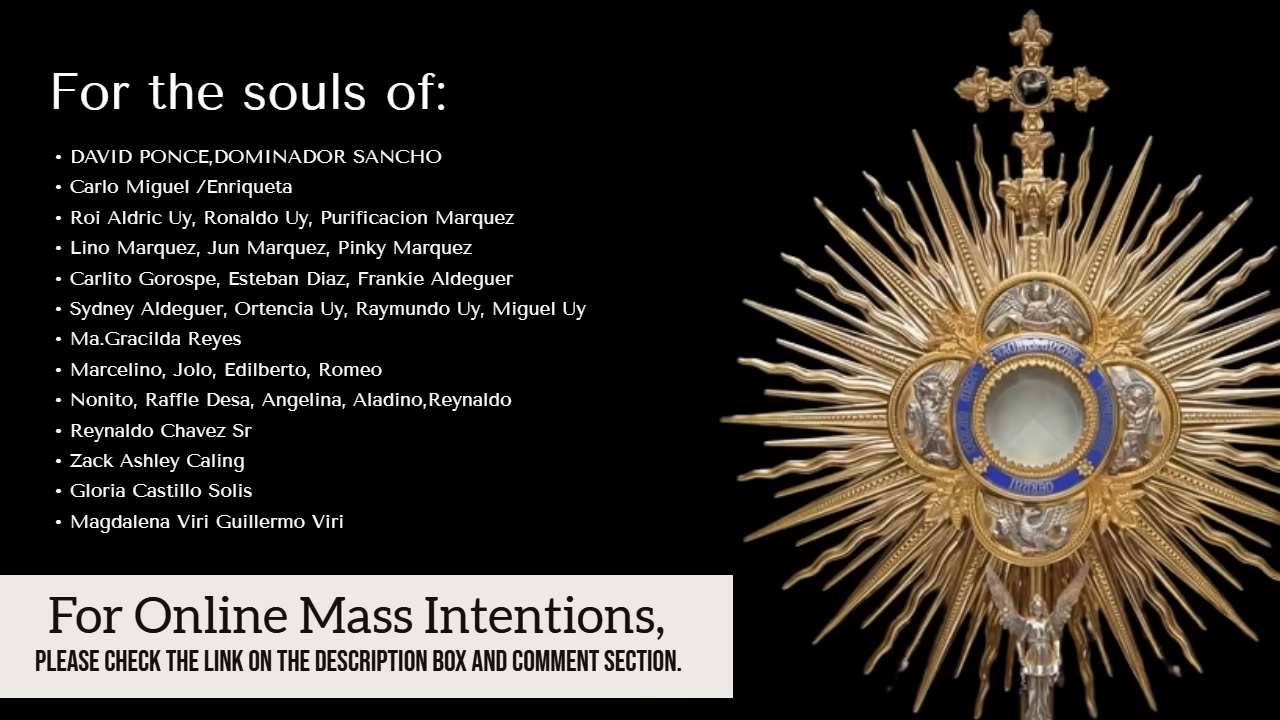 For the souls of:
• DAVID PONCE,DOMINADOR SANCHO
• Carlo Miguel /Enriqueta
• Roi Aldric Uy, Ronaldo Uy, Purificacion Marquez
• Lino Marquez, Jun Marquez, Pinky Marquez
• Carlito Gorospe, Esteban Diaz, Frankie Aldeguer
• Sydney Aldeguer, Ortencia Uy, Raymundo Uy, Miguel Uy
• Ma.Gracilda Reyes
• Marcelino, Jolo, Edilberto, Romeo
• Nonito, Raffle Desa, Angelina, Aladino,Reynaldo
• Reynaldo Chavez Sr
• Zack Ashley Caling
• Gloria Castillo Solis
• Magdalena Viri Guillermo Viri
For Online Mass Intentions,
PLEASE CHECK THE LINK ON THE DESCRIPTION BOX AND COMMENT SECTION.